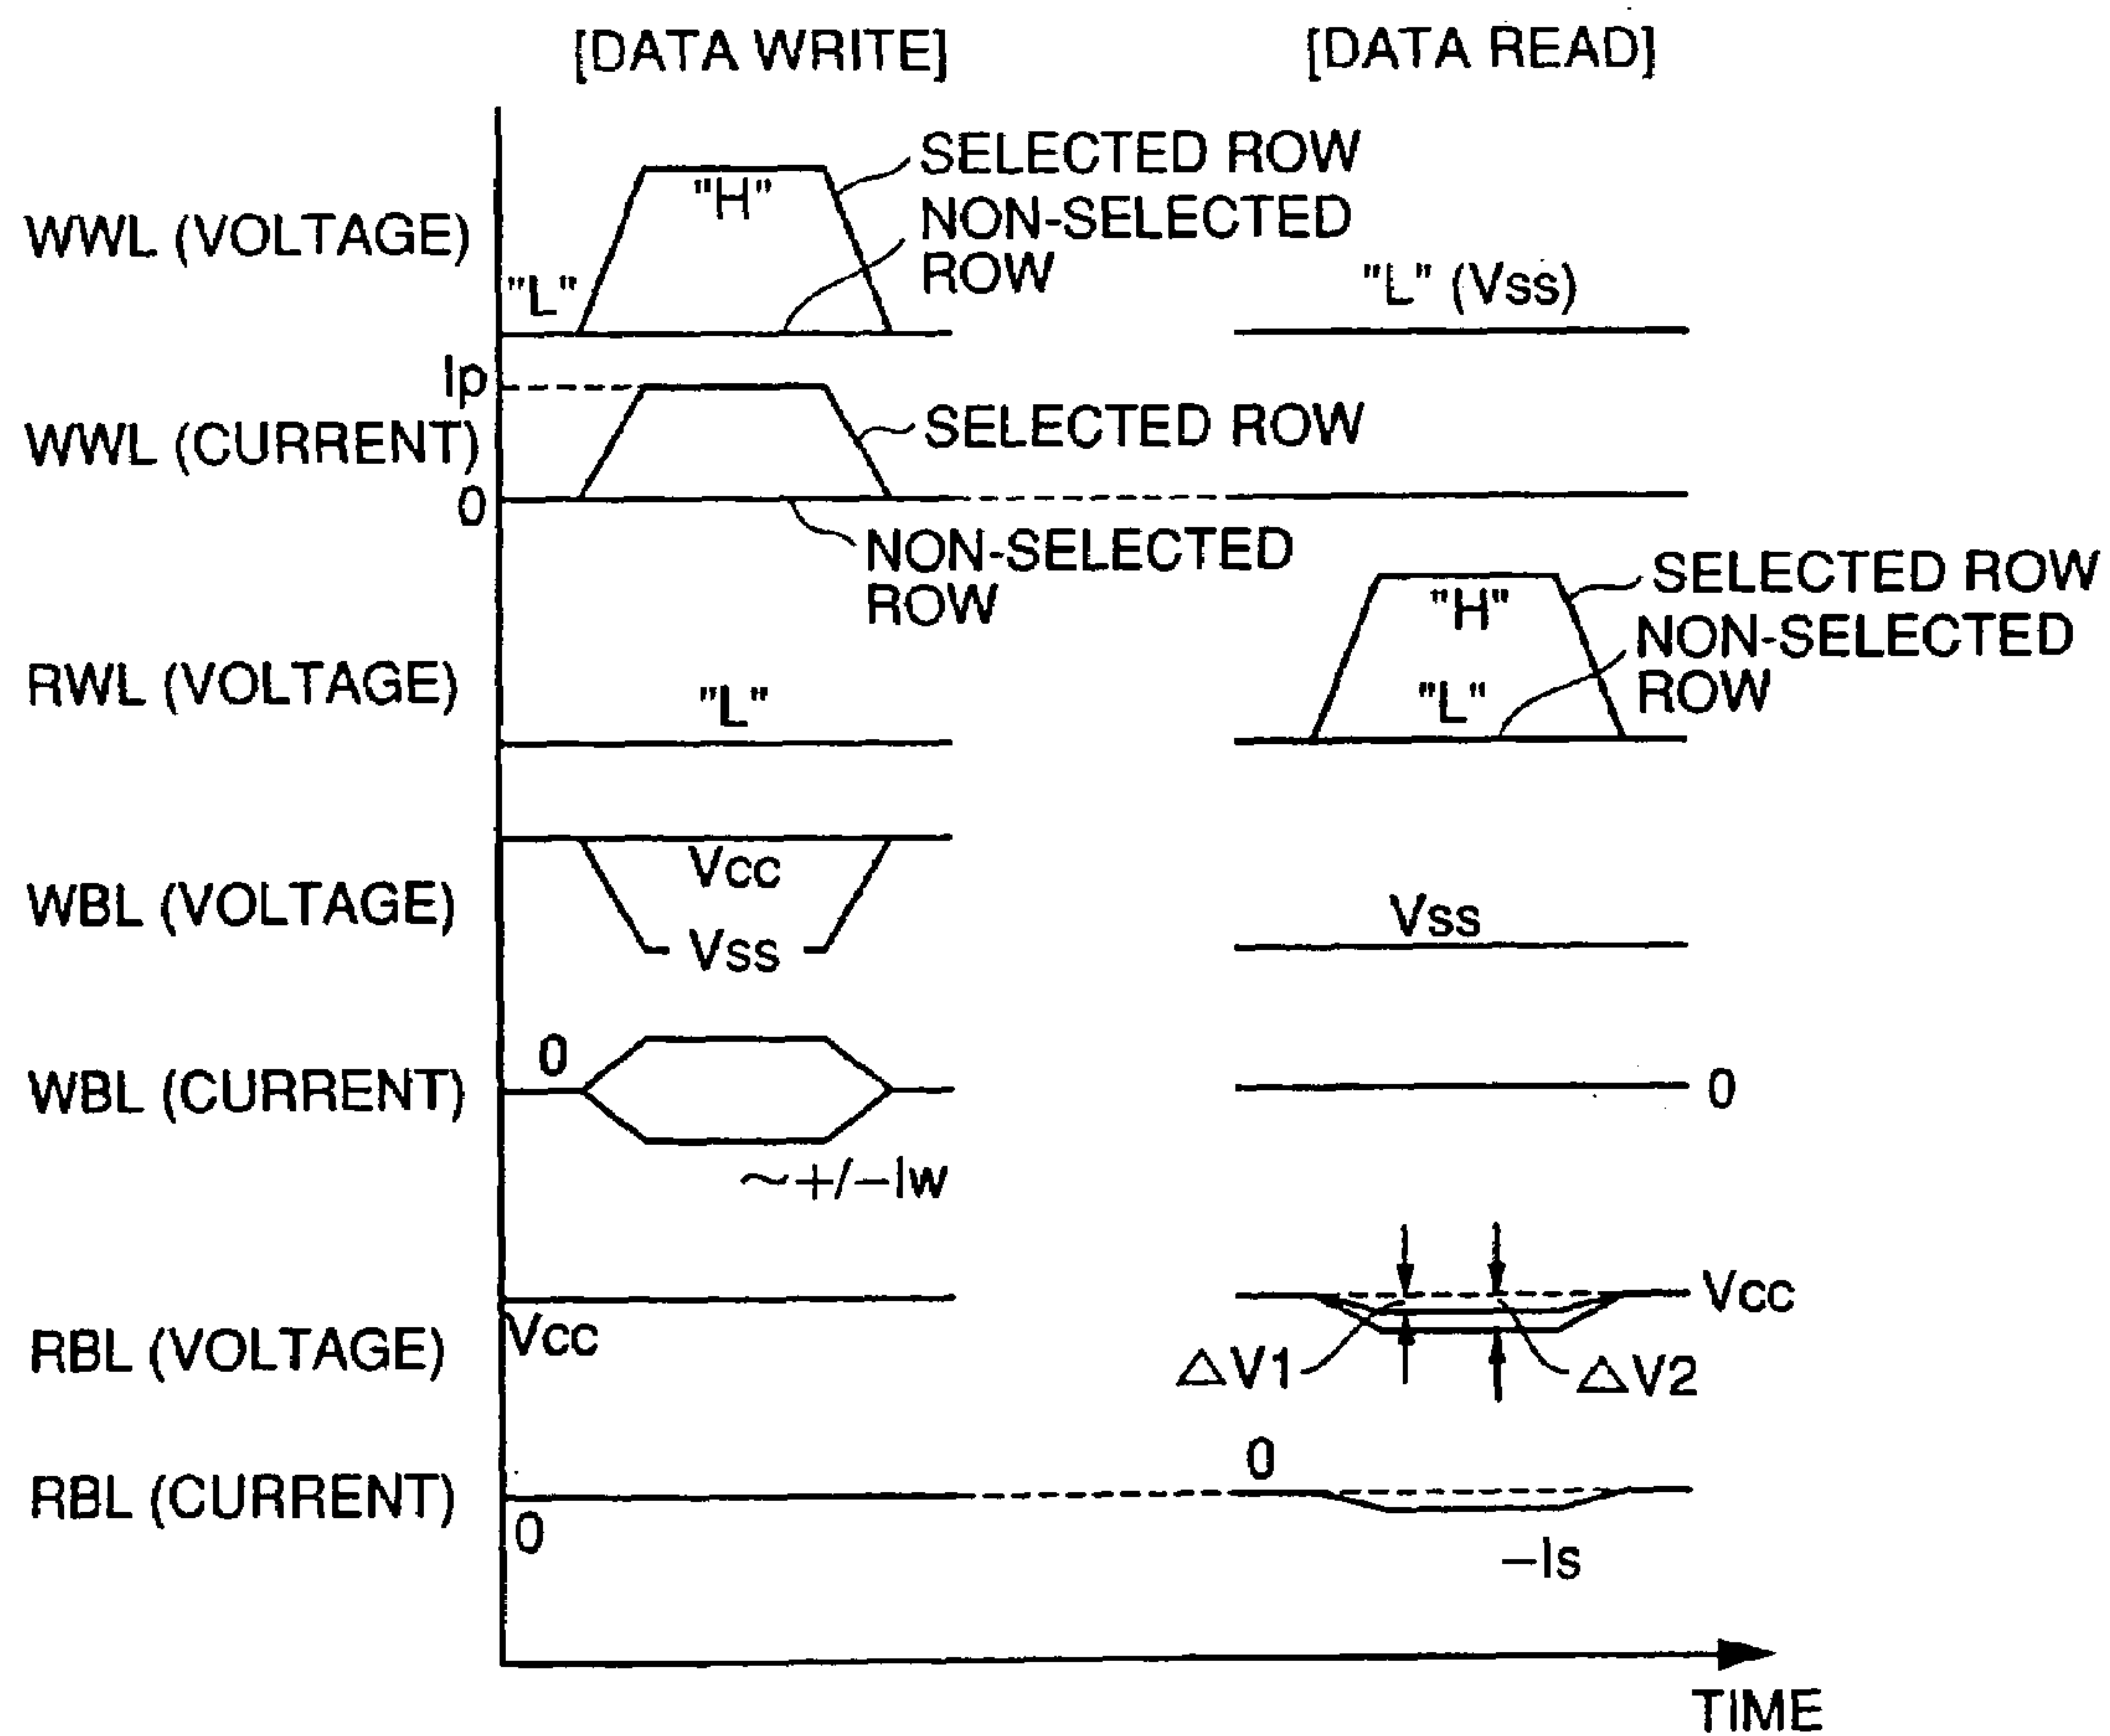 [DATA WRITE]
[DATA READ]
WWL (VOLTAGE)
"L"
"H"
SELECTED ROW
NON-SELECTED
ROW
"L" (Vss)
Ip
WWL (CURRENT)
0
SELECTED ROW
NON-SELECTED
ROW
RWL (VOLTAGE)
"L"
"H"
"L"
SELECTED ROW
NON-SELECTED
ROW
WBL (VOLTAGE)
Vcc
Vss
Vss
WBL (CURRENT)
0
~+/−Iw
0
RBL (VOLTAGE)
Vcc
△V1
△V2
Vcc
RBL (CURRENT)
0
0
−Is
TIME